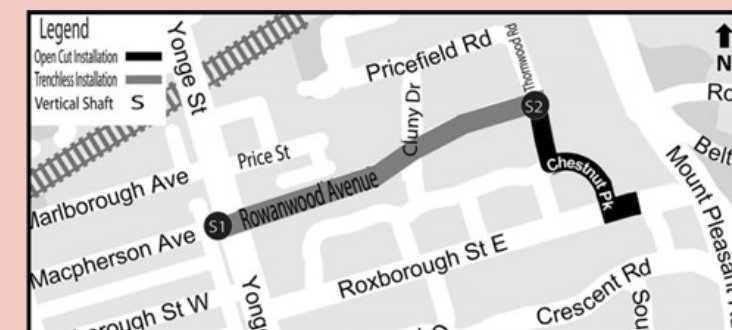 Legend
Open Cut Installation
Trenchless Installation
Vertical Shaft S
Yonge St
Pricefield Rd
Thornwood Rd
N
Cluny Dr
S2
Price St
Chestnut Pk
Mount Pleasant
Marlborough Ave
Rowanwood Avenue
S1
Macpherson Ave
Roxborough St E
Yonge
Crescent Rd